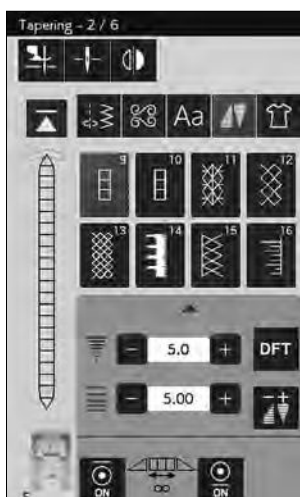 Tapering - 2 / 6
Aa
9 10 11 12
13 14 15 16
- 5.0 + DFT
- 5.00 +
- +
∞
ON ON